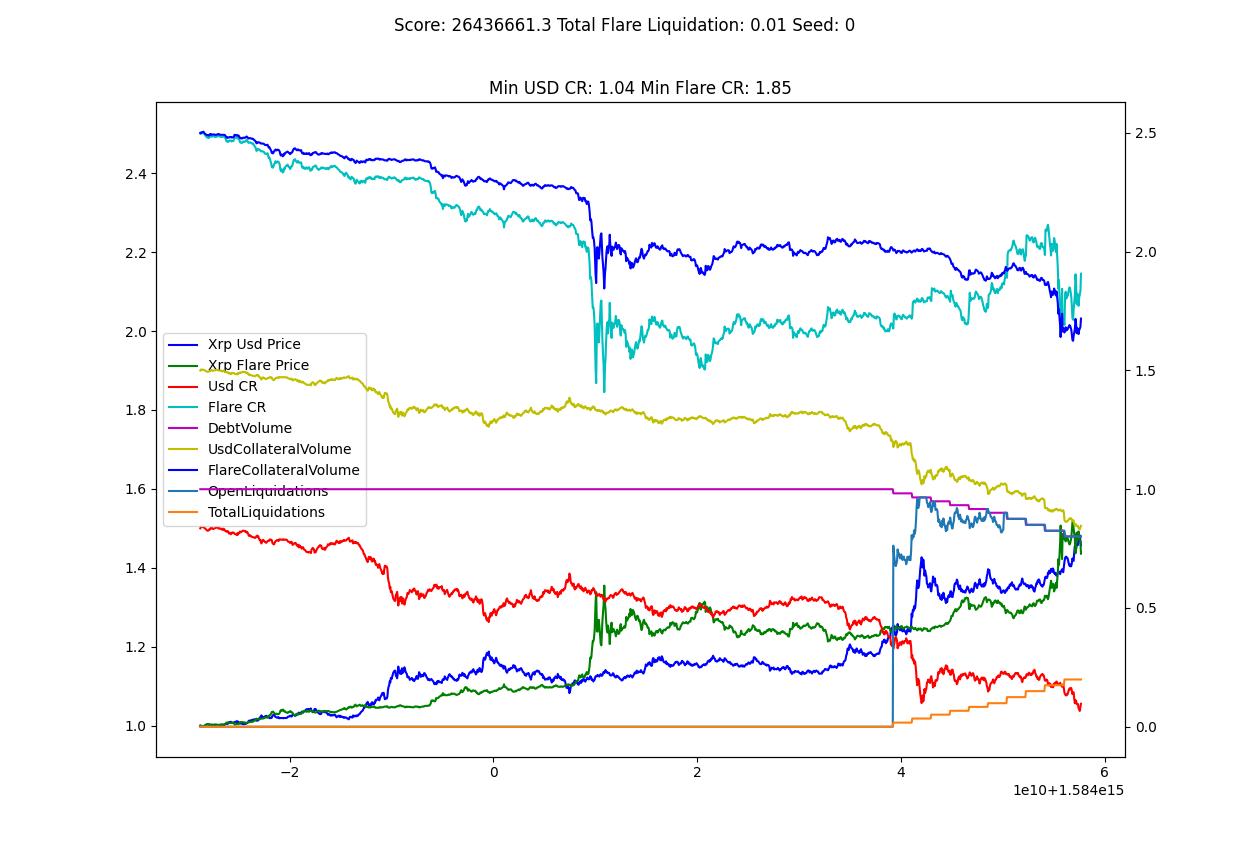 Score: 26436661.3 Total Flare Liquidation: 0.01 Seed: 0
Min USD CR: 1.04 Min Flare CR: 1.85
2.4
2.2
2.0
1.8
1.6
1.4
1.2
1.0
Xrp Usd Price
Xrp Flare Price
Usd CR
Flare CR
DebtVolume
UsdCollateralVolume
FlareCollateralVolume
OpenLiquidations
TotalLiquidations
2.5
2.0
1.5
1.0
0.5
0.0
−2 0 2 4 6
1e10+1.584e15